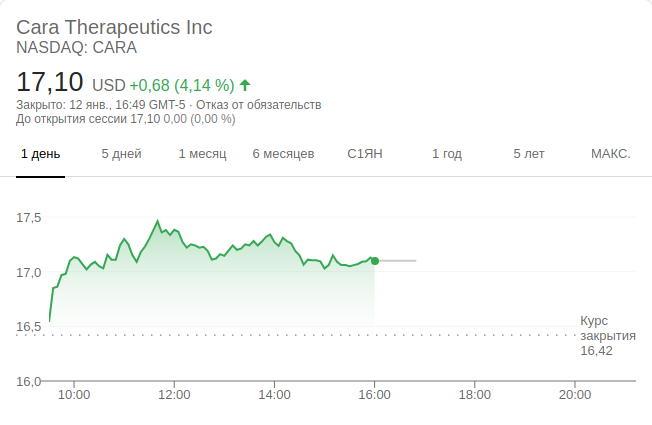 Cara Therapeutics Inc
NASDAQ: CARA
17,10 USD +0,68 (4,14 %)
Закрыто: 12 янв., 16:49 GMT-5 · Отказ от обязательств
До открытия сессии 17,10 0,00 (0,00 %)
1 день 5 дней 1 месяц 6 месяцев С1ЯН 1 год 5 лет МАКС.
17,5
17,0
16,5
Курс
закрытия
16,42
16,0
10:00 12:00 14:00 16:00 18:00 20:00